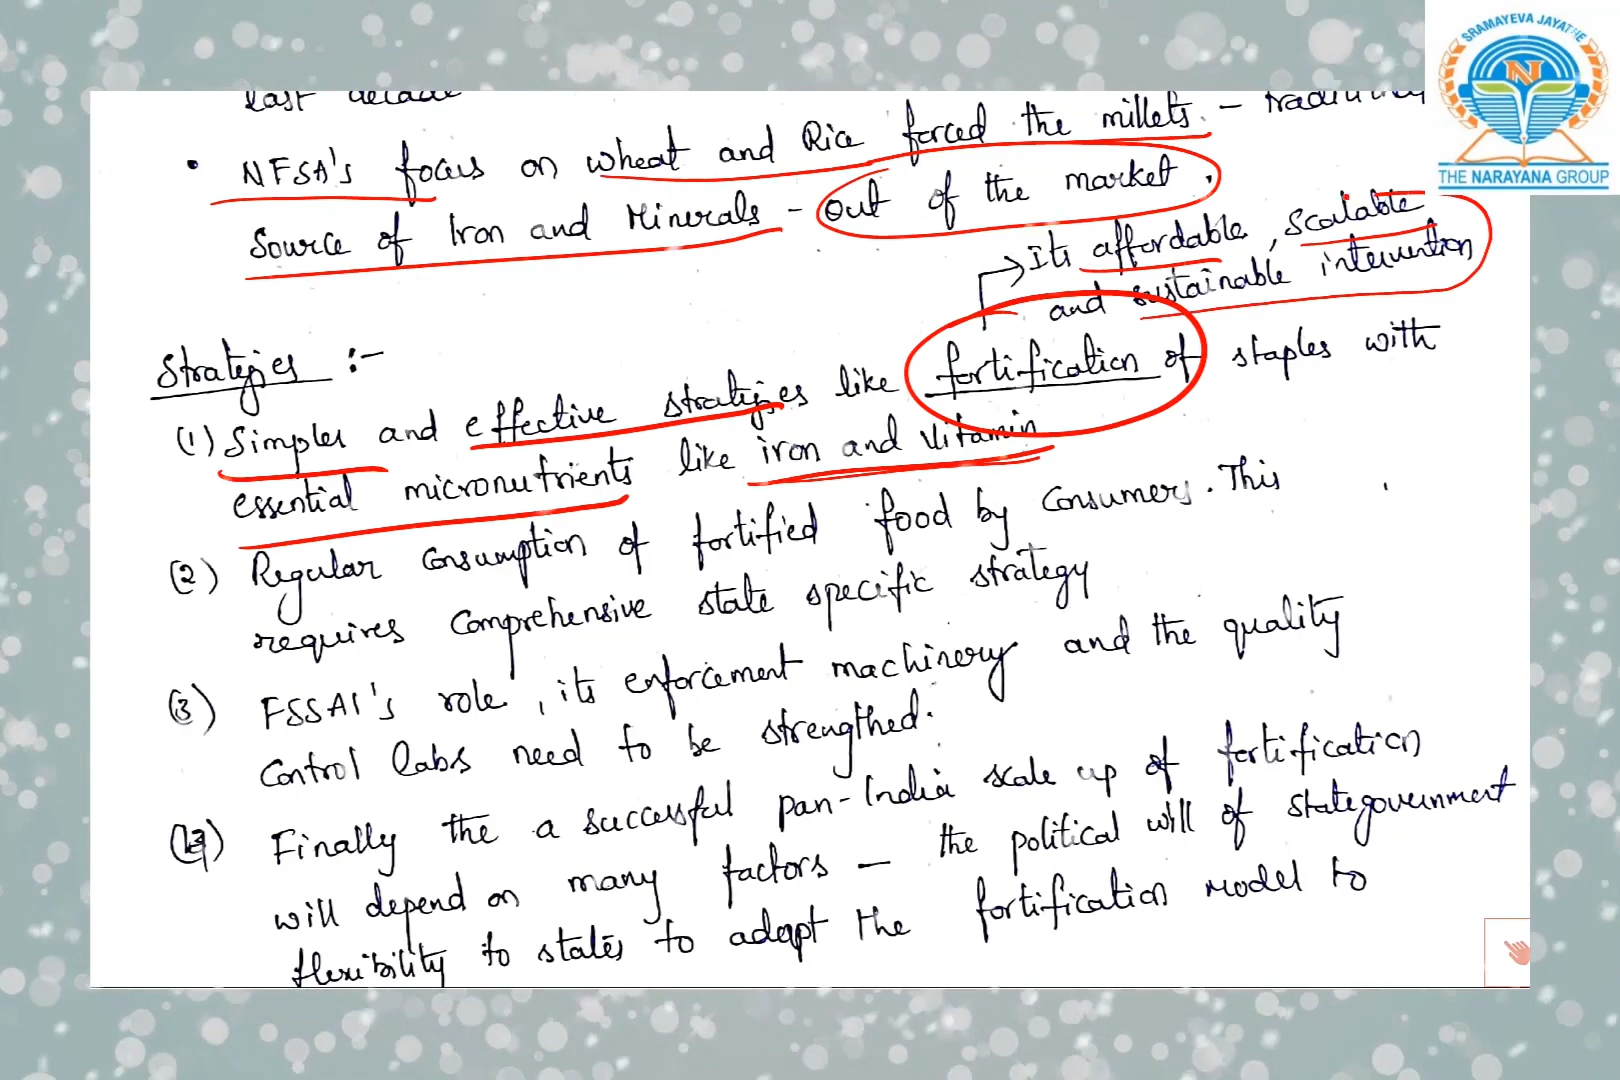 last decade
• NFSA's focus on wheat and Rice forced the millets -
Source of Iron and Minerals - out of the market.
Its affordable, Scalable
and sustainable intervention
Strategies :-
(1) Simpler and effective strategies like fortification of staples with
essential micronutrients like iron and Vitamin
(2) Regular Consumption of fortified food by Consumers. This
requires Comprehensive state specific strategy
(3) FSSAI's role, its enforcement machinery and the quality
Control labs need to be strengthed.
(4) Finally the a successful pan-India scale up of fortification
will depend on many factors - the political will of stategovernment
flexibility to states to adopt the fortification model to
SRAMAYEVA JAYATHE
N
THE NARAYANA GROUP